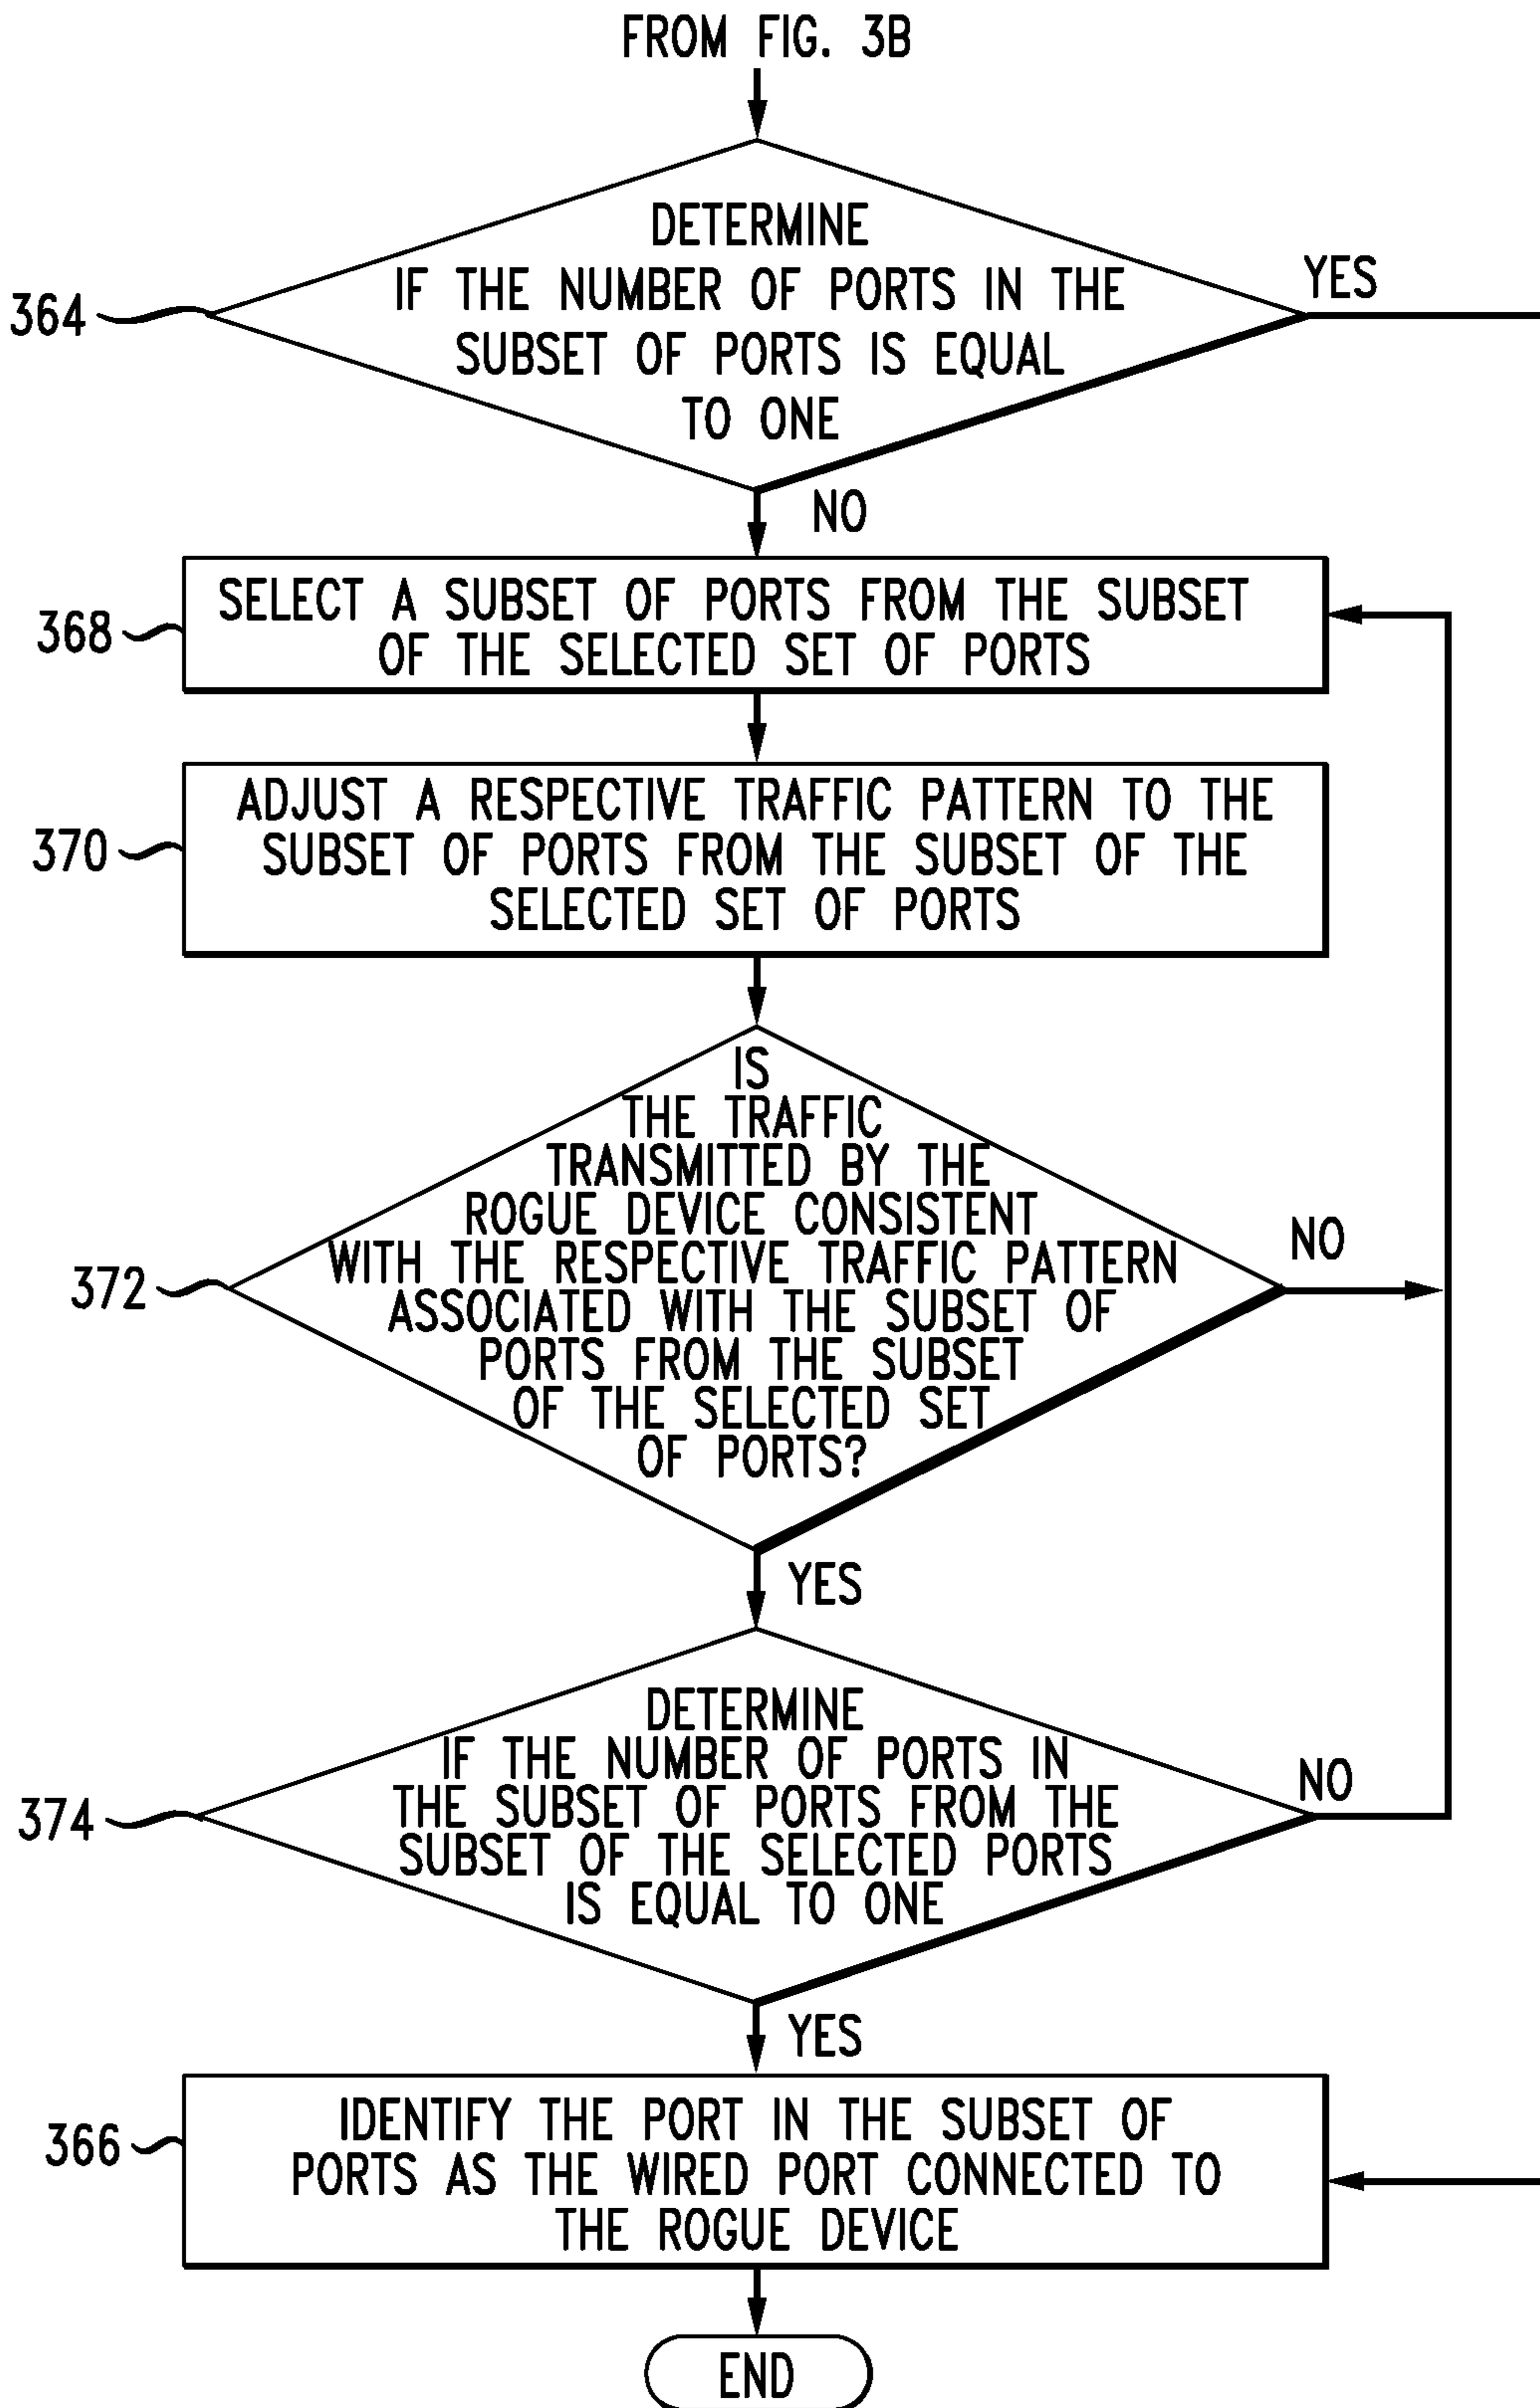 FROM FIG. 3B
DETERMINE
IF THE NUMBER OF PORTS IN THE
SUBSET OF PORTS IS EQUAL
TO ONE
364
YES
NO
SELECT A SUBSET OF PORTS FROM THE SUBSET
OF THE SELECTED SET OF PORTS
368
ADJUST A RESPECTIVE TRAFFIC PATTERN TO THE
SUBSET OF PORTS FROM THE SUBSET OF THE
SELECTED SET OF PORTS
370
IS
THE TRAFFIC
TRANSMITTED BY THE
ROGUE DEVICE CONSISTENT
WITH THE RESPECTIVE TRAFFIC PATTERN
ASSOCIATED WITH THE SUBSET OF
PORTS FROM THE SUBSET
OF THE SELECTED SET
OF PORTS?
372
NO
YES
DETERMINE
IF THE NUMBER OF PORTS IN
THE SUBSET OF PORTS FROM THE
SUBSET OF THE SELECTED PORTS
IS EQUAL TO ONE
374
NO
YES
IDENTIFY THE PORT IN THE SUBSET OF
PORTS AS THE WIRED PORT CONNECTED TO
THE ROGUE DEVICE
366
END